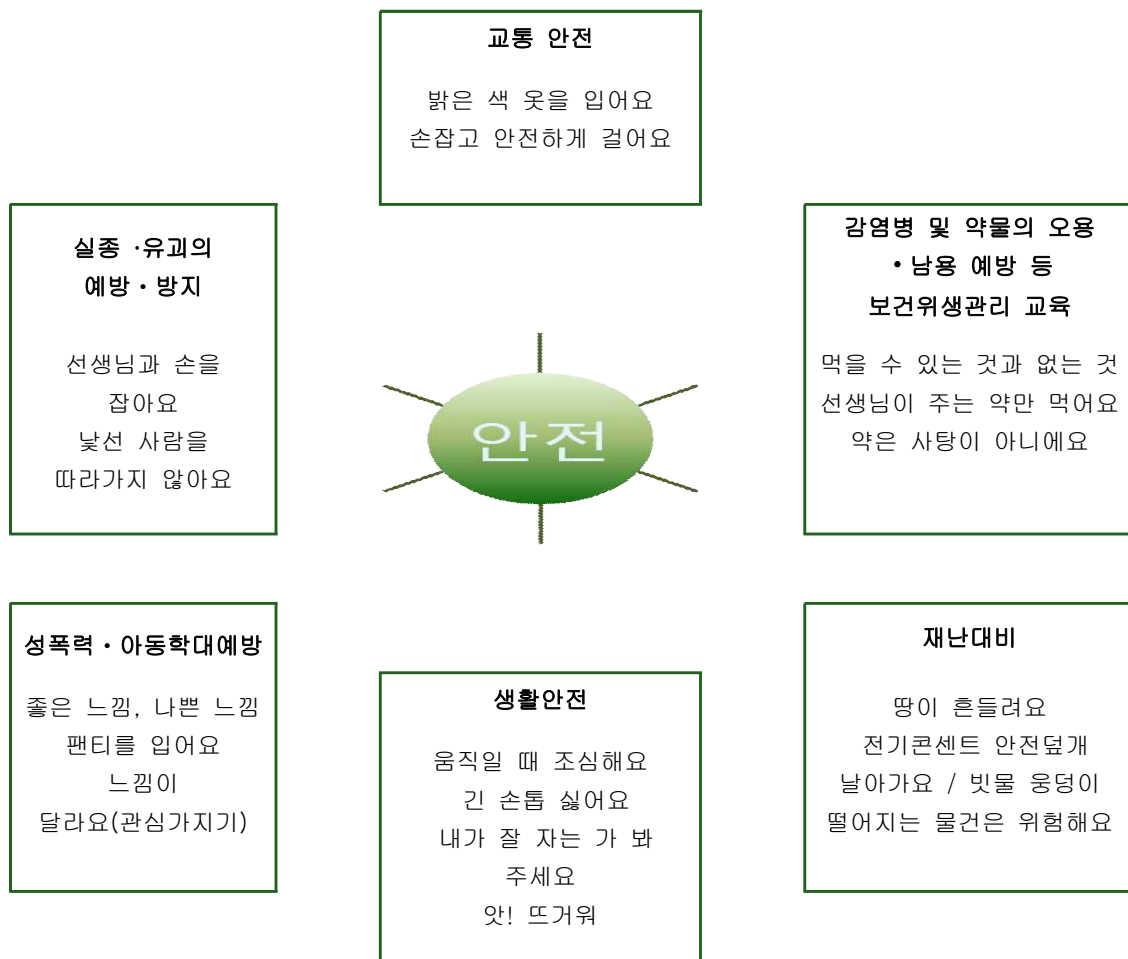 교통 안전
밝은 색 옷을 입어요
손잡고 안전하게 걸어요
실종 ·유괴의
예방·방지
선생님과 손을
잡아요
낯선 사람을
따라가지 않아요
감염병 및 약물의 오용
·남용 예방 등
보건위생관리 교육
먹을 수 있는 것과 없는 것
선생님이 주는 약만 먹어요
약은 사탕이 아니에요
안전
성폭력·아동학대예방
좋은 느낌, 나쁜 느낌
팬티를 입어요
느낌이
달라요(관심가지기)
생활안전
움직일 때 조심해요
긴 손톱 싫어요
내가 잘 자는 가 봐
주세요
앗! 뜨거워
재난대비
땅이 흔들려요
전기콘센트 안전덮개
날아가요 / 빗물 웅덩이
떨어지는 물건은 위험해요